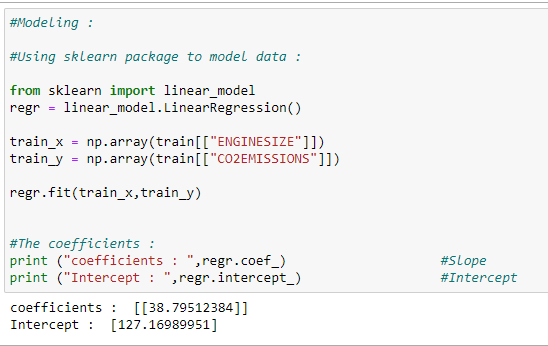 #Modeling :
#Using sklearn package to model data :
from sklearn import linear_model
regr = linear_model.LinearRegression()
train_x = np.array(train[["ENGINESIZE"]])
train_y = np.array(train[["CO2EMISSIONS"]])
regr.fit(train_x,train_y)
#The coefficients :
print ("coefficients : ",regr.coef_) #Slope
print ("Intercept : ",regr.intercept_) #Intercept
coefficients :  [[38.79512384]]
Intercept :  [127.16989951]